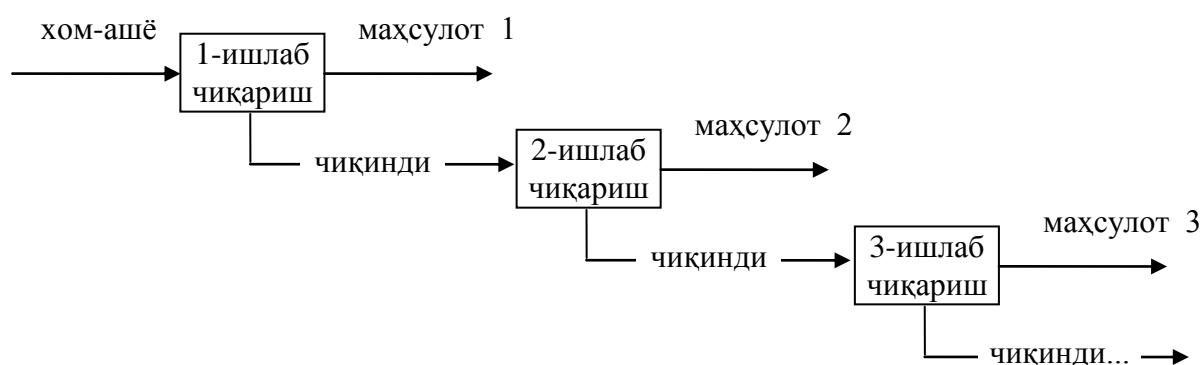 хом-ашё
маҳсулот 1
1-ишлаб
чиқариш
маҳсулот 2
чиқинди
2-ишлаб
чиқариш
маҳсулот 3
чиқинди
3-ишлаб
чиқариш
чиқинди...